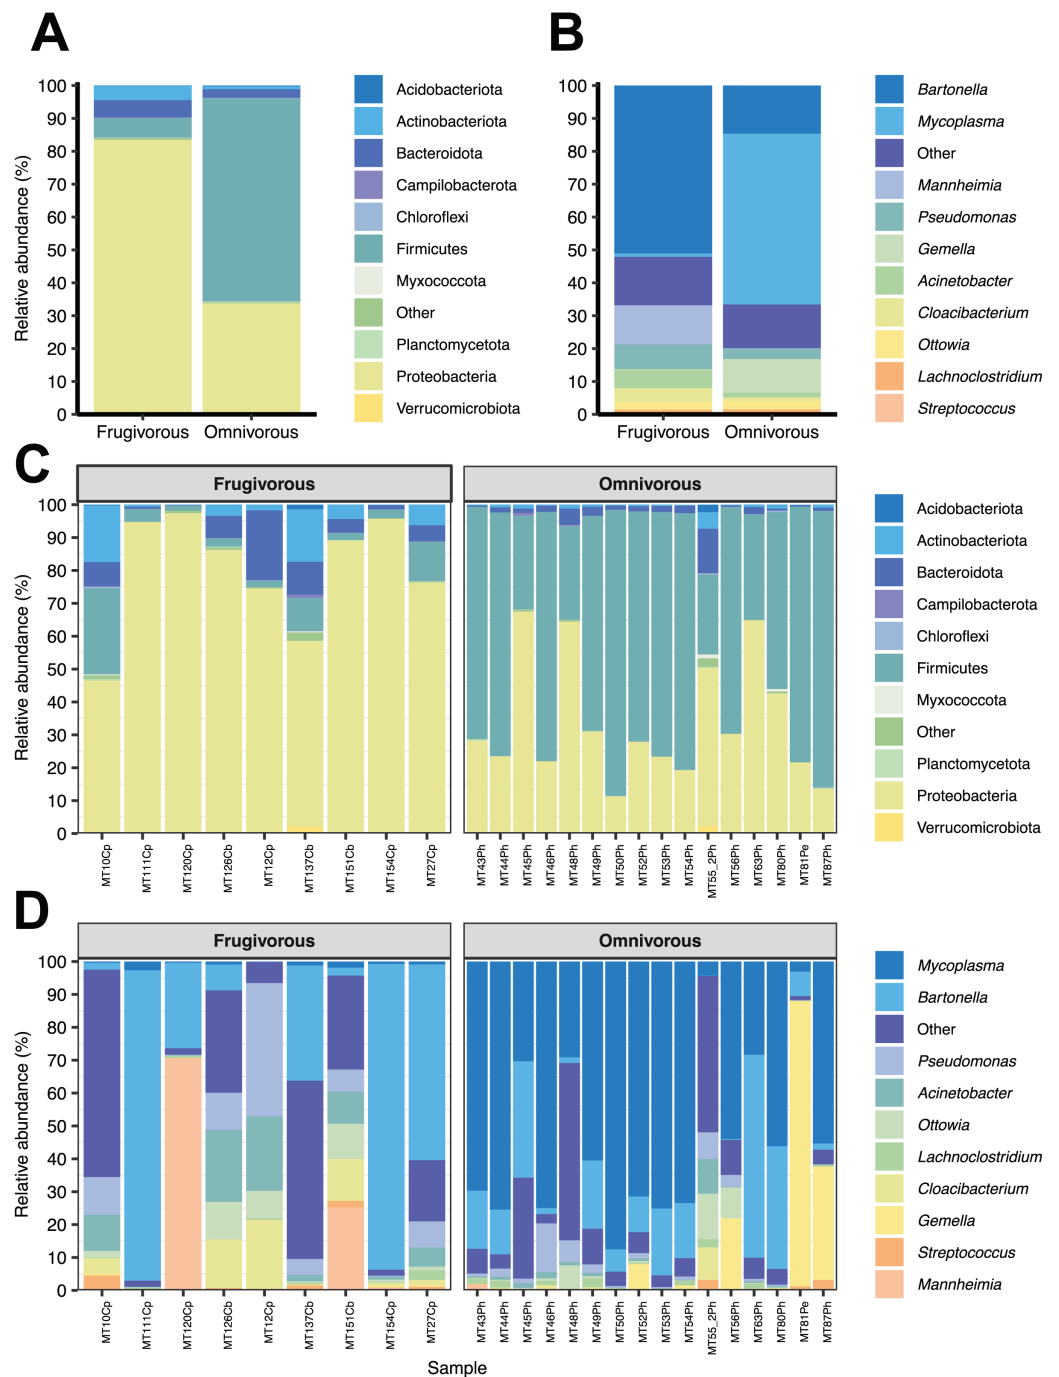 A
B
Relative abundance (%)
100
90
80
70
60
50
40
30
20
10
0
Frugivorous
Omnivorous
Acidobacteriota
Actinobacteriota
Bacteroidota
Campilobacterota
Chloroflexi
Firmicutes
Myxococcota
Other
Planctomycetota
Proteobacteria
Verrucomicrobiota
Relative abundance (%)
100
90
80
70
60
50
40
30
20
10
0
Frugivorous
Omnivorous
Bartonella
Mycoplasma
Other
Mannheimia
Pseudomonas
Gemella
Acinetobacter
Cloacibacterium
Ottowia
Lachnoclostridium
Streptococcus
C
Frugivorous
Omnivorous
Relative abundance (%)
100
90
80
70
60
50
40
30
20
10
0
MT10Cp
MT111Cp
MT120Cp
MT126Cb
MT12Cp
MT137Cb
MT151Cb
MT154Cp
MT27Cp
MT43Ph
MT44Ph
MT45Ph
MT46Ph
MT48Ph
MT49Ph
MT50Ph
MT52Ph
MT53Ph
MT54Ph
MT55_2Ph
MT56Ph
MT63Ph
MT80Ph
MT81Pe
MT87Ph
Acidobacteriota
Actinobacteriota
Bacteroidota
Campilobacterota
Chloroflexi
Firmicutes
Myxococcota
Other
Planctomycetota
Proteobacteria
Verrucomicrobiota
D
Frugivorous
Omnivorous
Relative abundance (%)
100
90
80
70
60
50
40
30
20
10
0
MT10Cp
MT111Cp
MT120Cp
MT126Cb
MT12Cp
MT137Cb
MT151Cb
MT154Cp
MT27Cp
MT43Ph
MT44Ph
MT45Ph
MT46Ph
MT48Ph
MT49Ph
MT50Ph
MT52Ph
MT53Ph
MT54Ph
MT55_2Ph
MT56Ph
MT63Ph
MT80Ph
MT81Pe
MT87Ph
Sample
Mycoplasma
Bartonella
Other
Pseudomonas
Acinetobacter
Ottowia
Lachnoclostridium
Cloacibacterium
Gemella
Streptococcus
Mannheimia